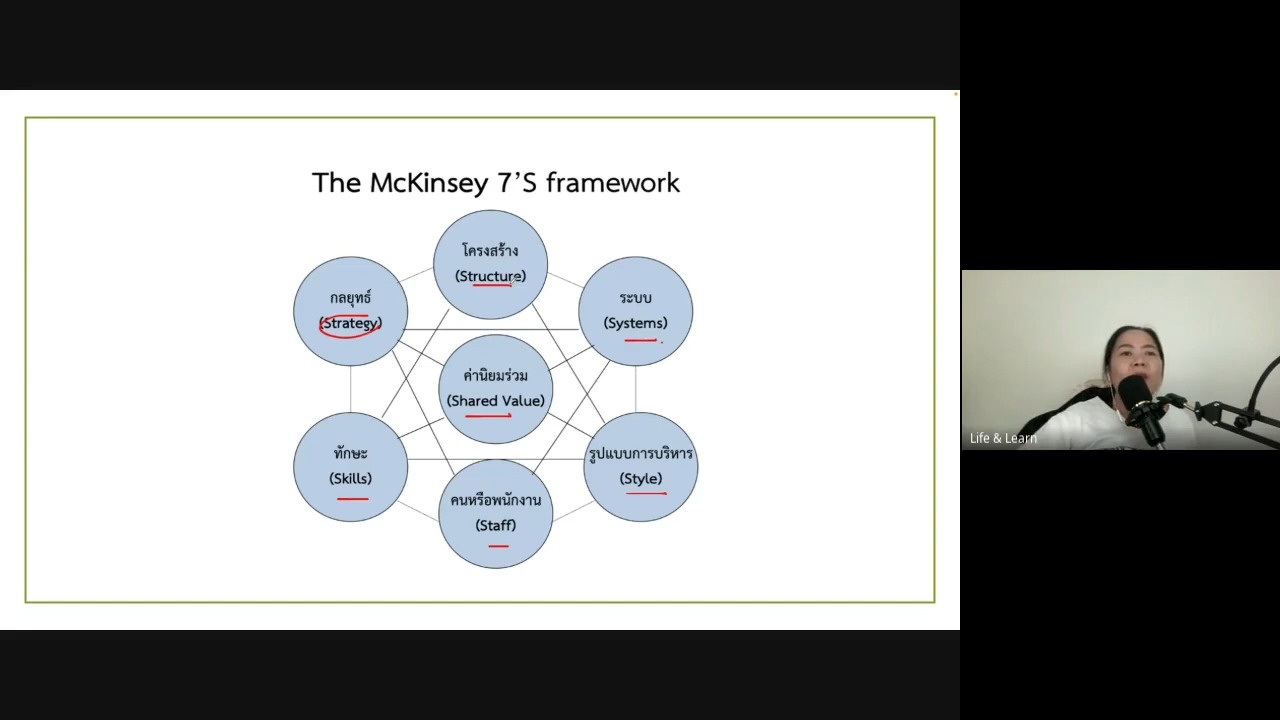 The McKinsey 7’S framework
โครงสร้าง
(Structure)
กลยุทธ์
(Strategy)
ระบบ
(Systems)
ค่านิยมร่วม
(Shared Value)
ทักษะ
(Skills)
รูปแบบการบริหาร
(Style)
คนหรือพนักงาน
(Staff)
Life & Learn